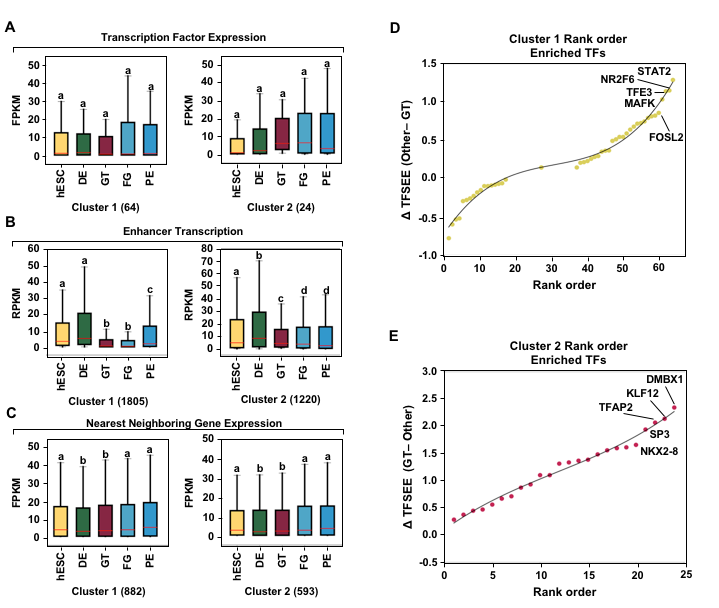 A
Transcription Factor Expression
FPKM
50
40
30
20
10
0
a a a a a
hESC DE GT FG PE
Cluster 1 (64)
FPKM
50
40
30
20
10
0
a a a a a
hESC DE GT FG PE
Cluster 2 (24)
B
Enhancer Transcription
RPKM
60
50
40
30
20
10
0
a a b b c
hESC DE GT FG PE
Cluster 1 (1805)
RPKM
80
70
60
50
40
30
20
10
0
a b c d d
hESC DE GT FG PE
Cluster 2 (1220)
C
Nearest Neighboring Gene Expression
FPKM
50
40
30
20
10
0
a b b a a
hESC DE GT FG PE
Cluster 1 (882)
FPKM
50
40
30
20
10
0
a b b a a
hESC DE GT FG PE
Cluster 2 (593)
D
Cluster 1 Rank order
Enriched TFs
Δ TFSEE (Other– GT)
1.5
1.0
0.5
0.0
-0.5
-1.0
STAT2
NR2F6
TFE3
MAFK
FOSL2
0 10 20 30 40 50 60
Rank order
E
Cluster 2 Rank order
Enriched TFs
Δ TFSEE (GT– Other)
3.0
2.5
2.0
1.5
1.0
0.5
0.0
-0.5
DMBX1
KLF12
TFAP2
SP3
NKX2-8
0 5 10 15 20 25
Rank order